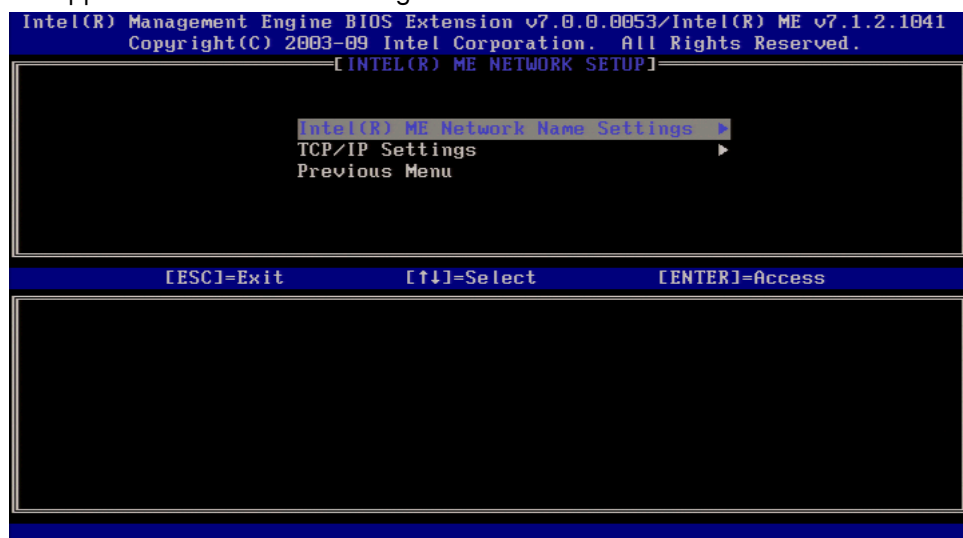 Intel(R) Management Engine BIOS Extension v7.0.0.0053/Intel(R) ME v7.1.2.1041
Copyright(C) 2003-09 Intel Corporation. All Rights Reserved.
[INTEL(R) ME NETWORK SETUP]
Intel(R) ME Network Name Settings ►
TCP/IP Settings ►
Previous Menu
[ESC]=Exit [↑↓]=Select [ENTER]=Access